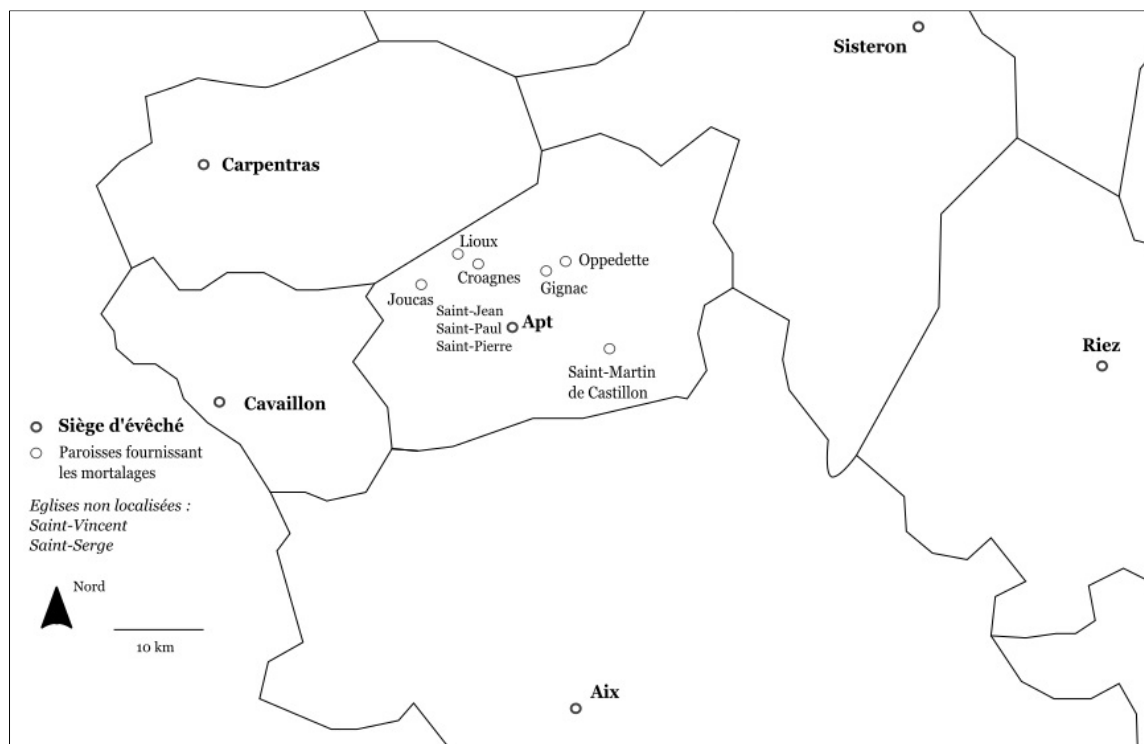 Sisteron
Carpentras
Lioux
Croagnes
Oppedette
Gignac
Joucas
Saint-Jean
Saint-Paul
Saint-Pierre
Apt
Riez
Saint-Martin
de Castillon
Cavaillon
Siège d'évêché
Paroisses fournissant
les mortalages
Eglises non localisées :
Saint-Vincent
Saint-Serge
Nord
10 km
Aix